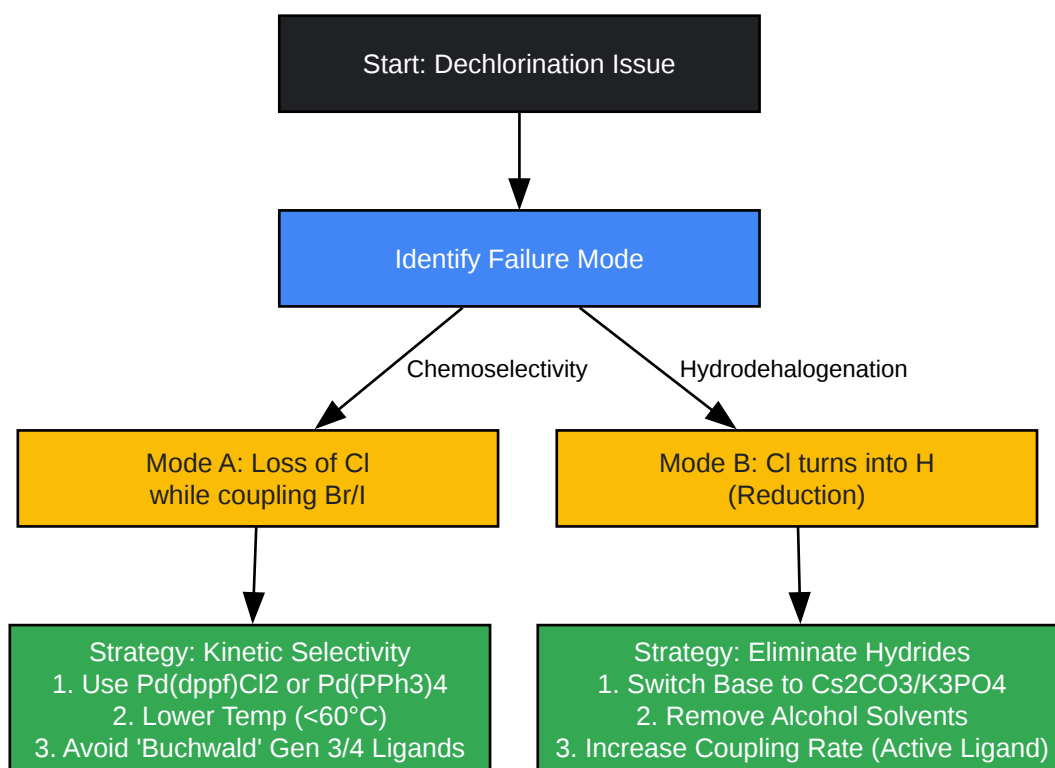 Start: Dechlorination Issue
Identify Failure Mode
Chemoselectivity
Hydrodehalogenation
Mode A: Loss of Cl
while coupling Br/I
Mode B: Cl turns into H
(Reduction)
Strategy: Kinetic Selectivity
1. Use Pd(dppf)Cl2 or Pd(PPh3)4
2. Lower Temp (<60°C)
3. Avoid 'Buchwald' Gen 3/4 Ligands
Strategy: Eliminate Hydrides
1. Switch Base to Cs2CO3/K3PO4
2. Remove Alcohol Solvents
3. Increase Coupling Rate (Active Ligand)